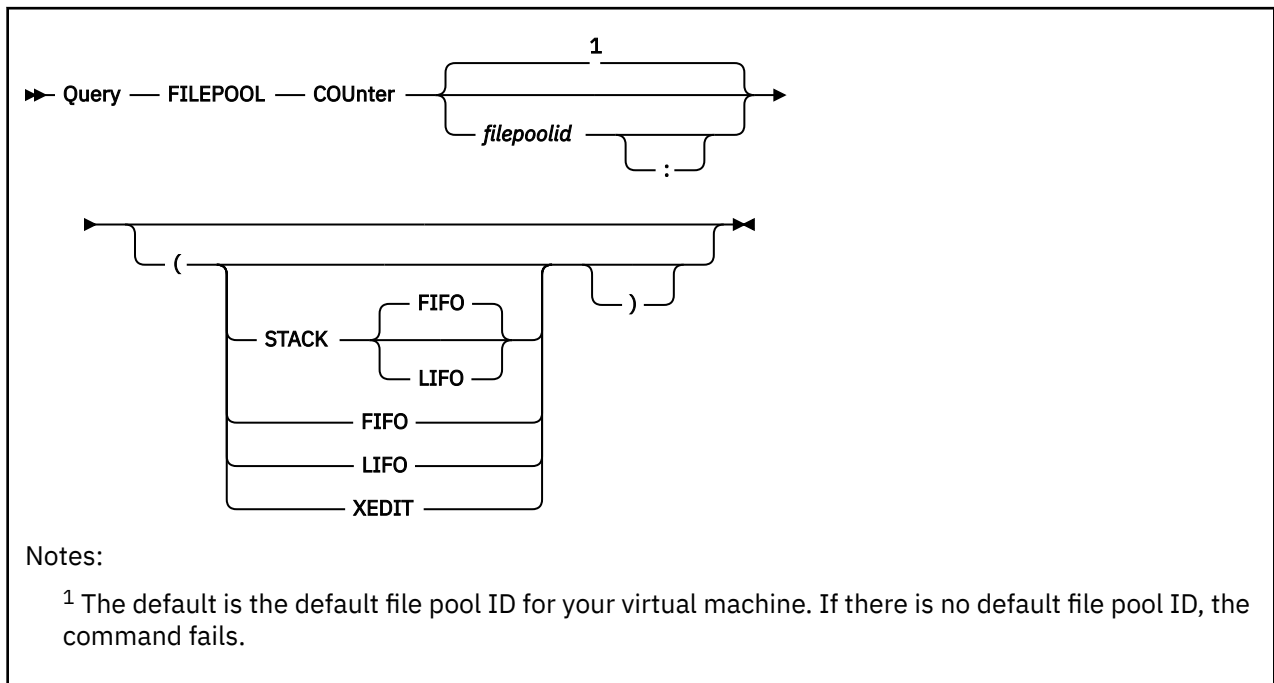 1
Query FILEPOOL COUnter
filepoolid
:
(
FIFO
)
STACK
LIFO
FIFO
LIFO
XEDIT
Notes:
1 The default is the default file pool ID for your virtual machine. If there is no default file pool ID, the
command fails.